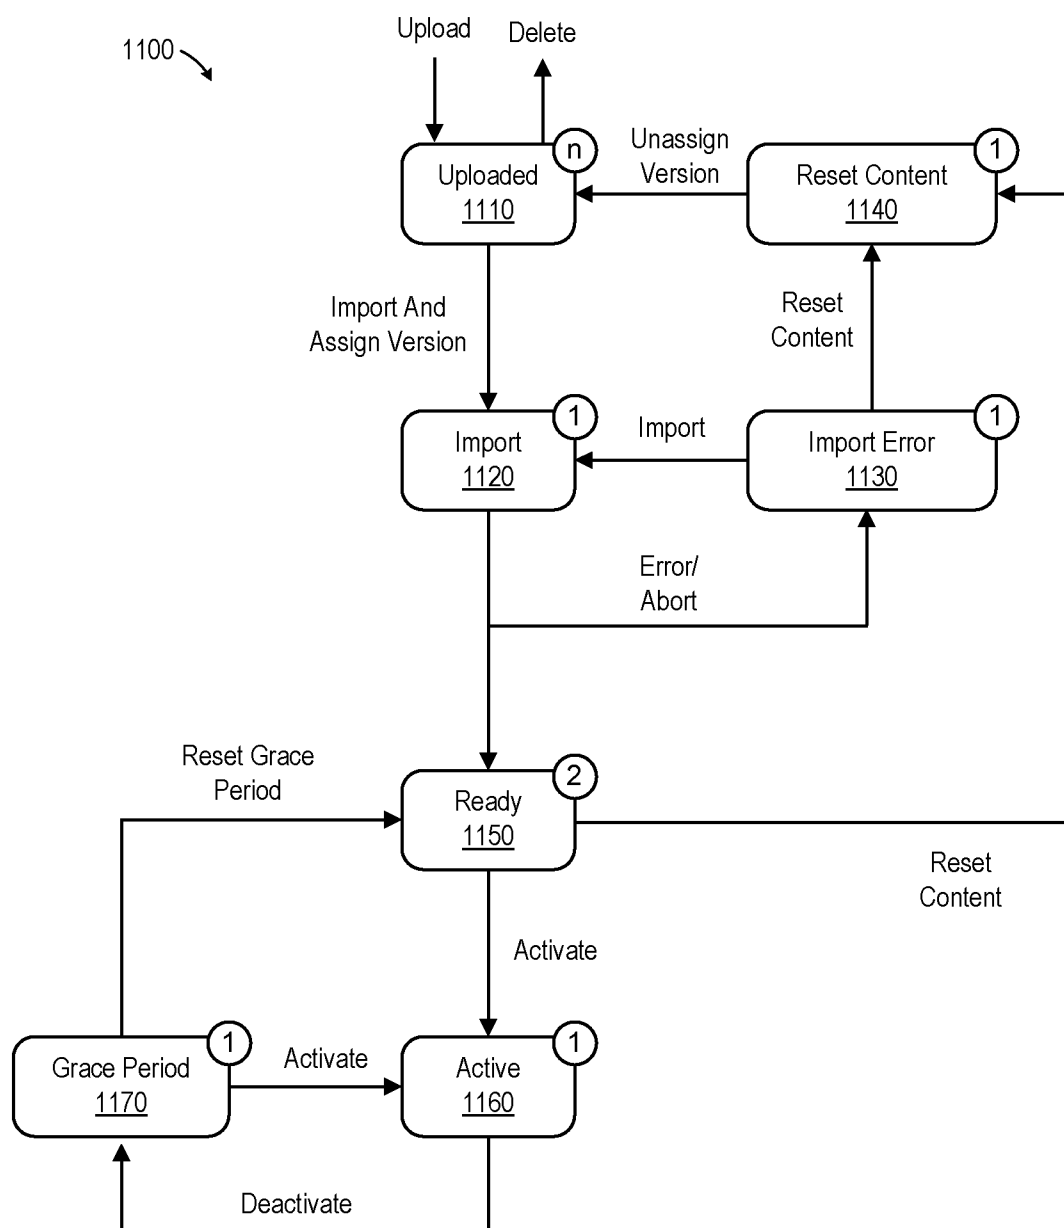 1100
Upload
Delete
n
Uploaded
1110
Unassign
Version
1
Reset Content
1140
Import And
Assign Version
Reset
Content
1
Import
1120
Import
1
Import Error
1130
Error/
Abort
Reset Grace
Period
2
Ready
1150
Reset
Content
Activate
1
Grace Period
1170
Activate
1
Active
1160
Deactivate